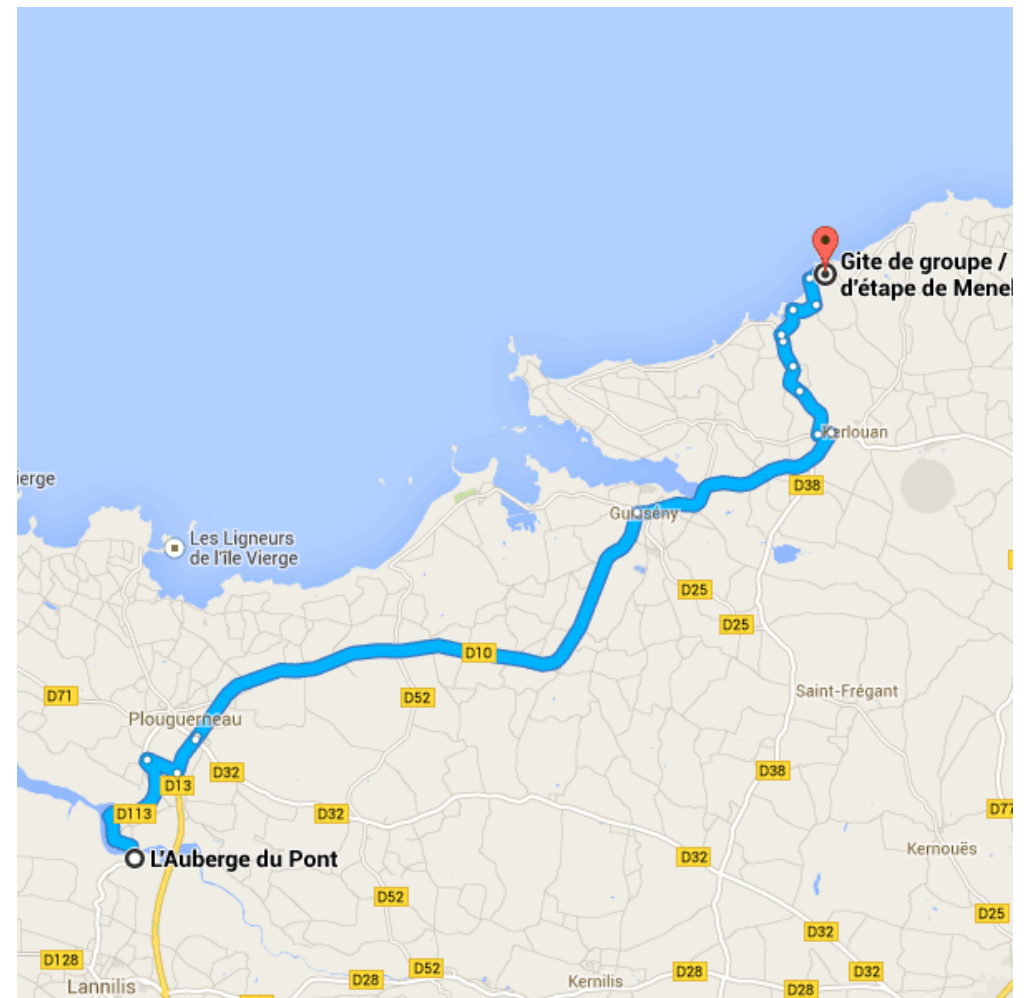 Gite de groupe /
d'étape de Menel
Kerlouan
D38
ierge
Les Ligneurs
de l'île Vierge
Guisseny
D25
D25
D10
D71
D52
Saint-Frégant
Plouguerneau
D32
D13
D38
D113
D32
D77
Kernouës
L'Auberge du Pont
D32
D52
D25
D32
D128
D28
D52
Lannilis
Kernilis
D28
D32
D28